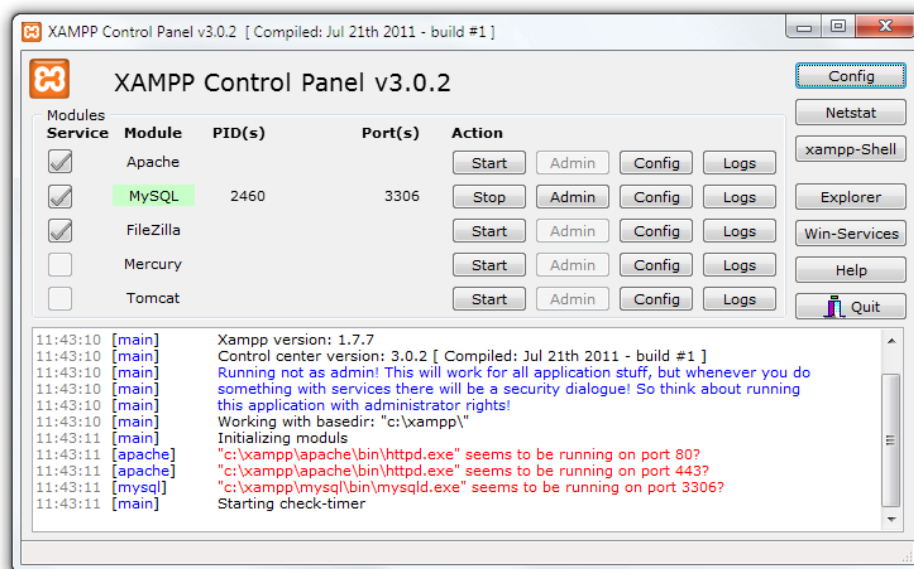 XAMPP Control Panel v3.0.2 [ Compiled: Jul 21th 2011 - build #1 ]
XAMPP Control Panel v3.0.2
Config
Netstat
xampp-Shell
Explorer
Win-Services
Help
Quit
Modules
Service Module PID(s) Port(s) Action
Apache Start Admin Config Logs
MySQL 2460 3306 Stop Admin Config Logs
FileZilla Start Admin Config Logs
Mercury Start Admin Config Logs
Tomcat Start Admin Config Logs
11:43:10 [main] Xampp version: 1.7.7
11:43:10 [main] Control center version: 3.0.2 [ Compiled: Jul 21th 2011 - build #1 ]
11:43:10 [main] Running not as admin! This will work for all application stuff, but whenever you do
11:43:10 [main] something with services there will be a security dialogue! So think about running
11:43:10 [main] this application with administrator rights!
11:43:10 [main] Working with basedir: "c:\xampp\"
11:43:11 [main] Initializing moduls
11:43:11 [apache] "c:\xampp\apache\bin\httpd.exe" seems to be running on port 80?
11:43:11 [apache] "c:\xampp\apache\bin\httpd.exe" seems to be running on port 443?
11:43:11 [mysql] "c:\xampp\mysql\bin\mysqld.exe" seems to be running on port 3306?
11:43:11 [main] Starting check-timer